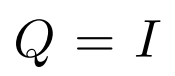 Q = I